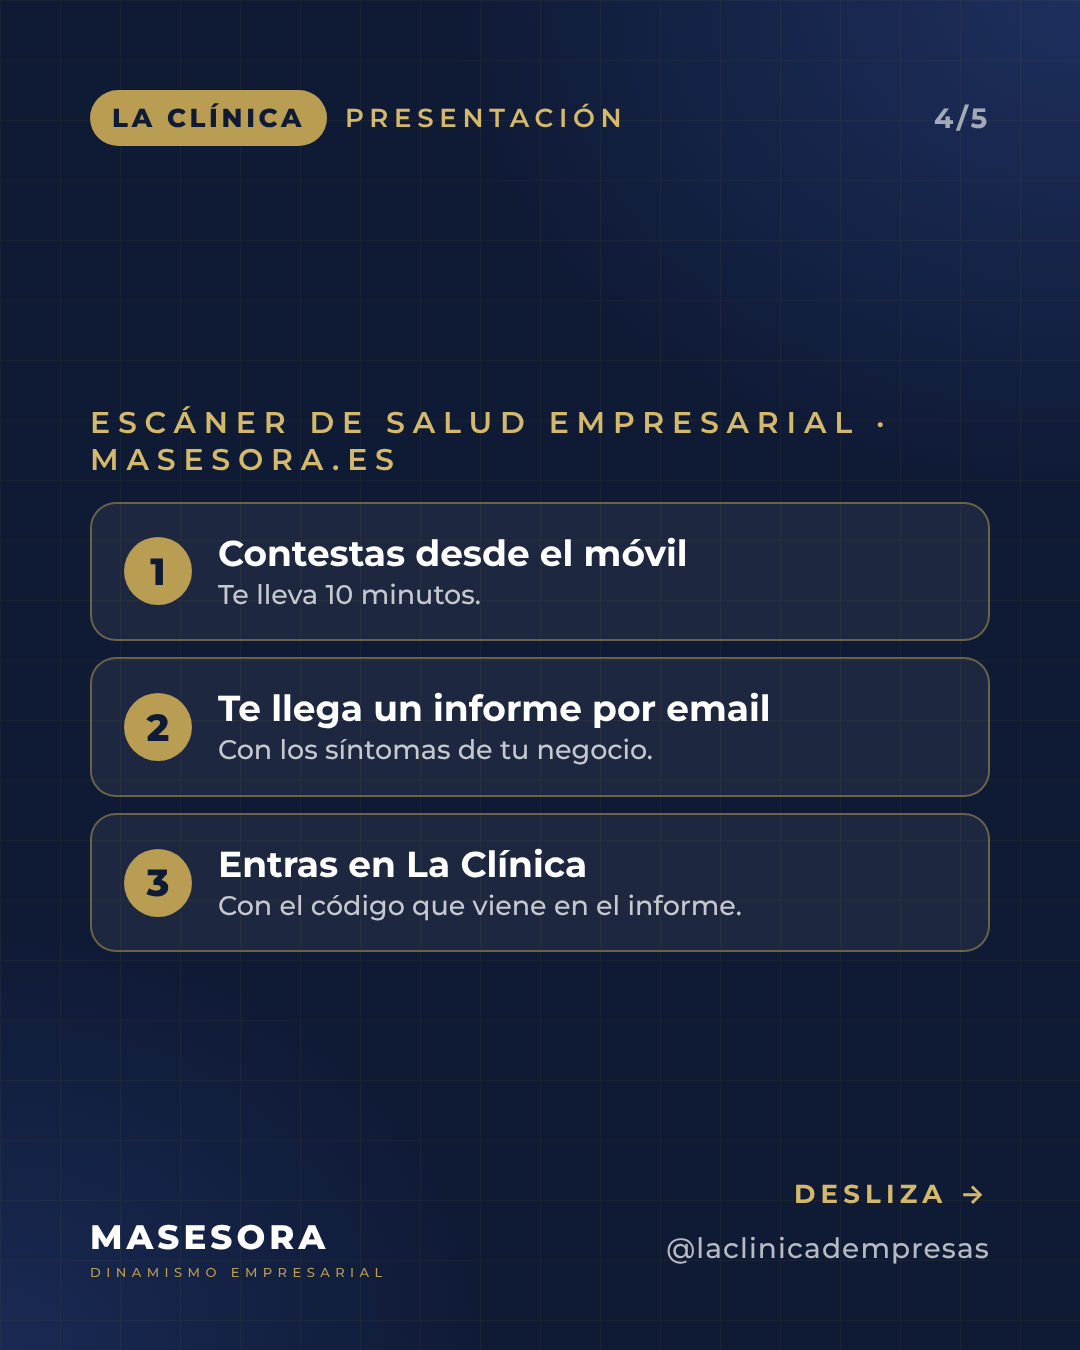 LA CLÍNICA PRESENTACIÓN 4/5
ESCÁNER DE SALUD EMPRESARIAL ·
MASESORA.ES
1 Contestas desde el móvil
Te lleva 10 minutos.
2 Te llega un informe por email
Con los síntomas de tu negocio.
3 Entras en La Clínica
Con el código que viene en el informe.
DESLIZA →
MASESORA
DINAMISMO EMPRESARIAL
@laclinicadempresas